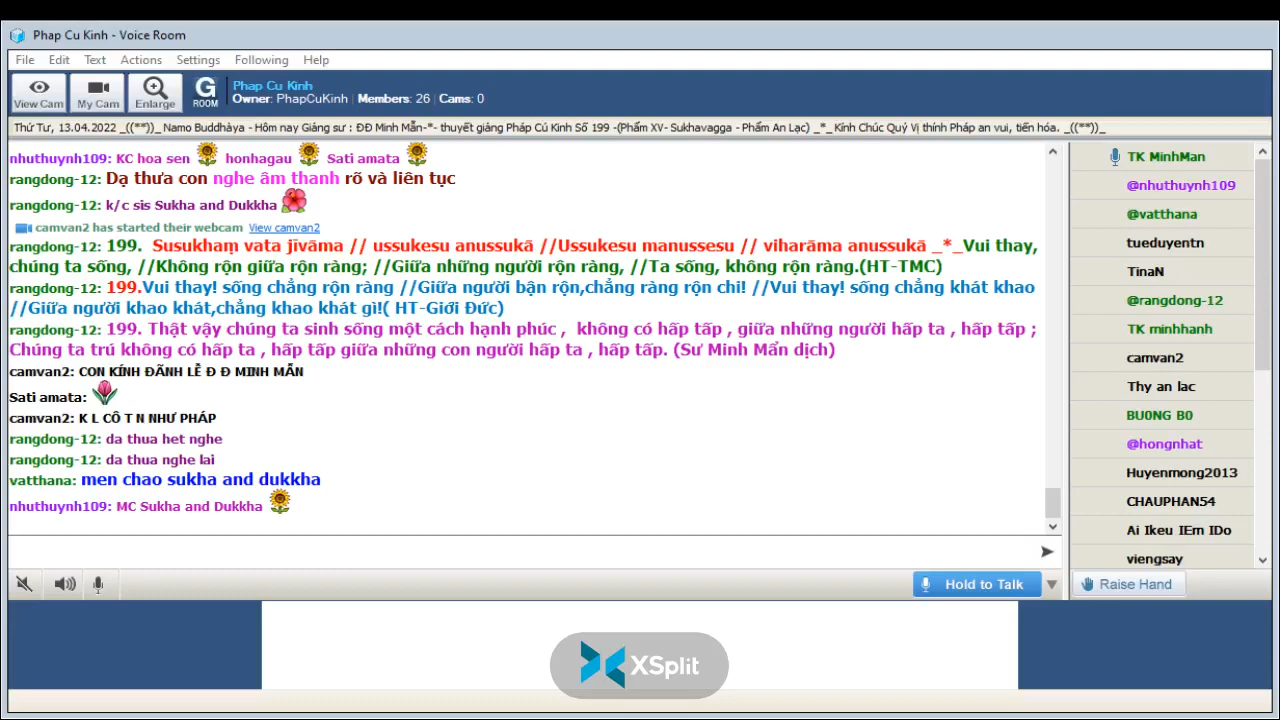 Phap Cu Kinh - Voice Room
File Edit Text Actions Settings Following Help
View Cam My Cam Enlarge G ROOM
Phap Cu Kinh
Owner: PhapCuKinh | Members: 26 | Cams: 0
Thứ Tư, 13.04.2022 _((**))_ Namo Buddhàya - Hôm nay Giảng sư : ĐĐ Minh Mẫn-*- thuyết giảng Pháp Cú Kinh Số 199 -(Phẩm XV- Sukhavagga - Phẩm An Lạc) _*_ Kính Chúc Quý Vị thính Pháp an vui, tiến hóa. _((**))_
nhuthuynh109: KC hoa sen honhagau Sati amata
rangdong-12: Dạ thưa con nghe âm thanh rõ và liên tục
rangdong-12: k/c sis Sukha and Dukkha
camvan2 has started their webcam View camvan2
rangdong-12: 199. Susukhaṃ vata jīvāma // ussukesu anussukā //Ussukesu manussesu // viharāma anussukā _*_Vui thay,
chúng ta sống, //Không rộn giữa rộn ràng; //Giữa những người rộn ràng, //Ta sống, không rộn ràng.(HT-TMC)
rangdong-12: 199.Vui thay! sống chẳng rộn ràng //Giữa người bận rộn,chẳng ràng rộn chi! //Vui thay! sống chẳng khát khao
//Giữa người khao khát,chẳng khao khát gì!( HT-Giới Đức)
rangdong-12: 199. Thật vậy chúng ta sinh sống một cách hạnh phúc , không có hấp tấp , giữa những người hấp ta , hấp tấp ;
Chúng ta trú không có hấp ta , hấp tấp giữa những con người hấp ta , hấp tấp. (Sư Minh Mẩn dịch)
camvan2: CON KÍNH ĐÃNH LỄ Đ Đ MINH MẪN
Sati amata:
camvan2: K L CÔ T N NHƯ PHÁP
rangdong-12: da thua het nghe
rangdong-12: da thua nghe lai
vatthana: men chao sukha and dukkha
nhuthuynh109: MC Sukha and Dukkha
TK MinhMan
@nhuthuynh109
@vatthana
tueduyentn
TinaN
@rangdong-12
TK minhhanh
camvan2
Thy an lac
BU0NG B0
@hongnhat
Huyenmong2013
CHAUPHAN54
Ai Ikeu IEm IDo
viengsay
Hold to Talk
Raise Hand
XSplit